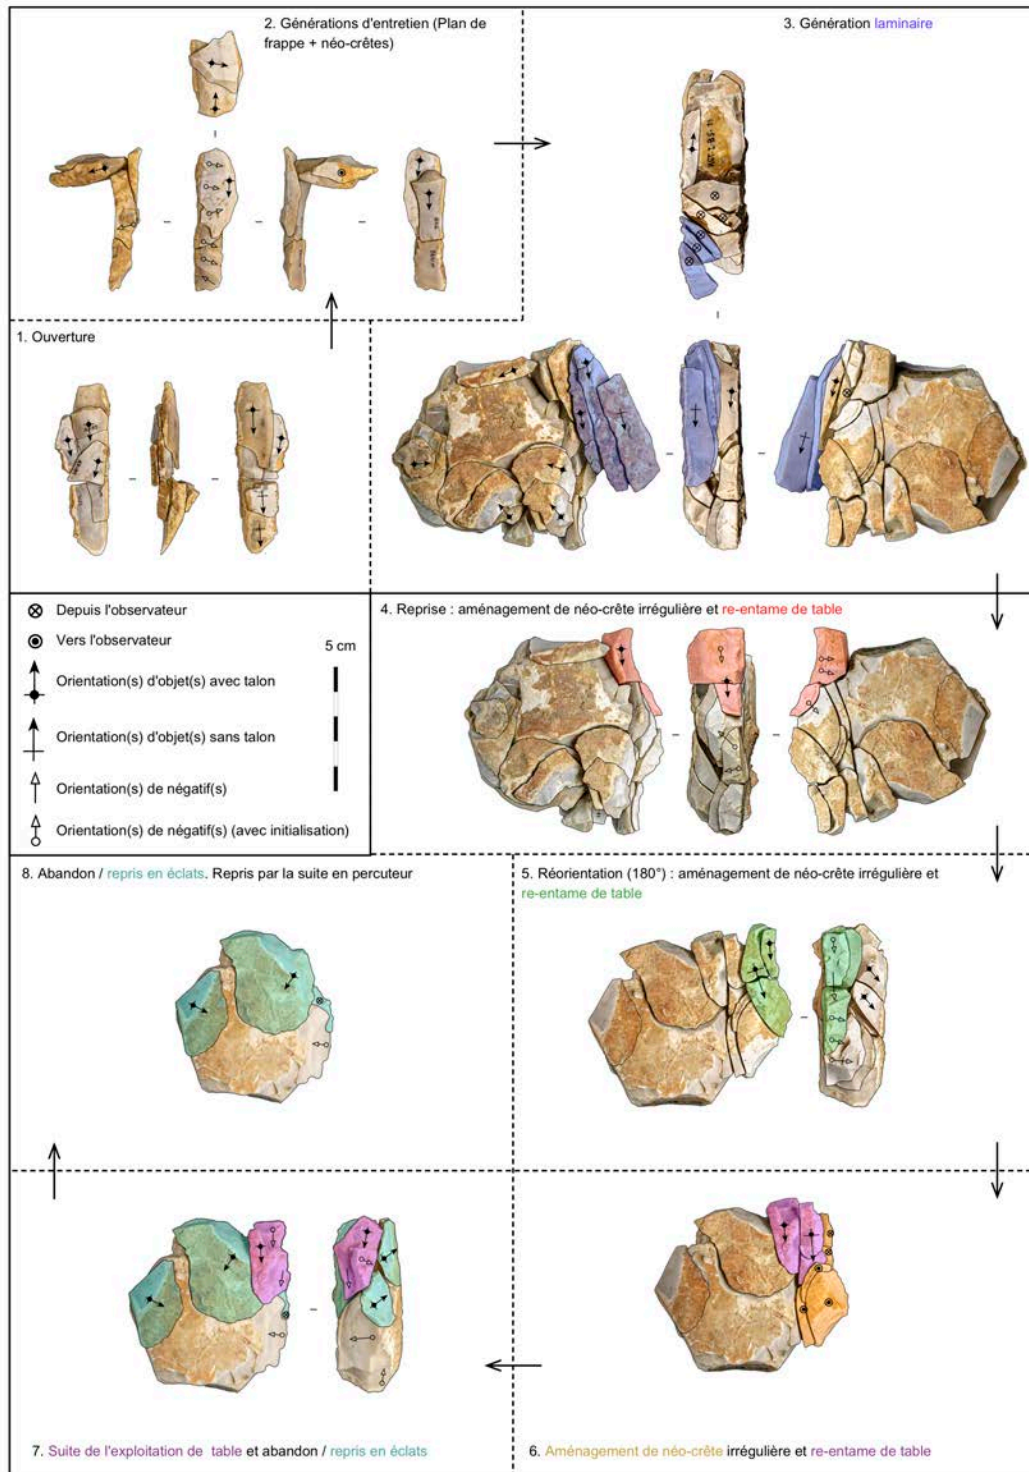 2. Générations d'entretien (Plan de
frappe + néo-crêtes)
3. Génération laminaire
1. Ouverture
Depuis l'observateur
Vers l'observateur
5 cm
Orientation(s) d'objet(s) avec talon
Orientation(s) d'objet(s) sans talon
Orientation(s) de négatif(s)
Orientation(s) de négatif(s) (avec initialisation)
4. Reprise : aménagement de néo-crête irrégulière et re-entame de table
8. Abandon / repris en éclats. Repris par la suite en percuteur
5. Réorientation (180°) : aménagement de néo-crête irrégulière et
re-entame de table
7. Suite de l'exploitation de table et abandon / repris en éclats
6. Aménagement de néo-crête irrégulière et re-entame de table